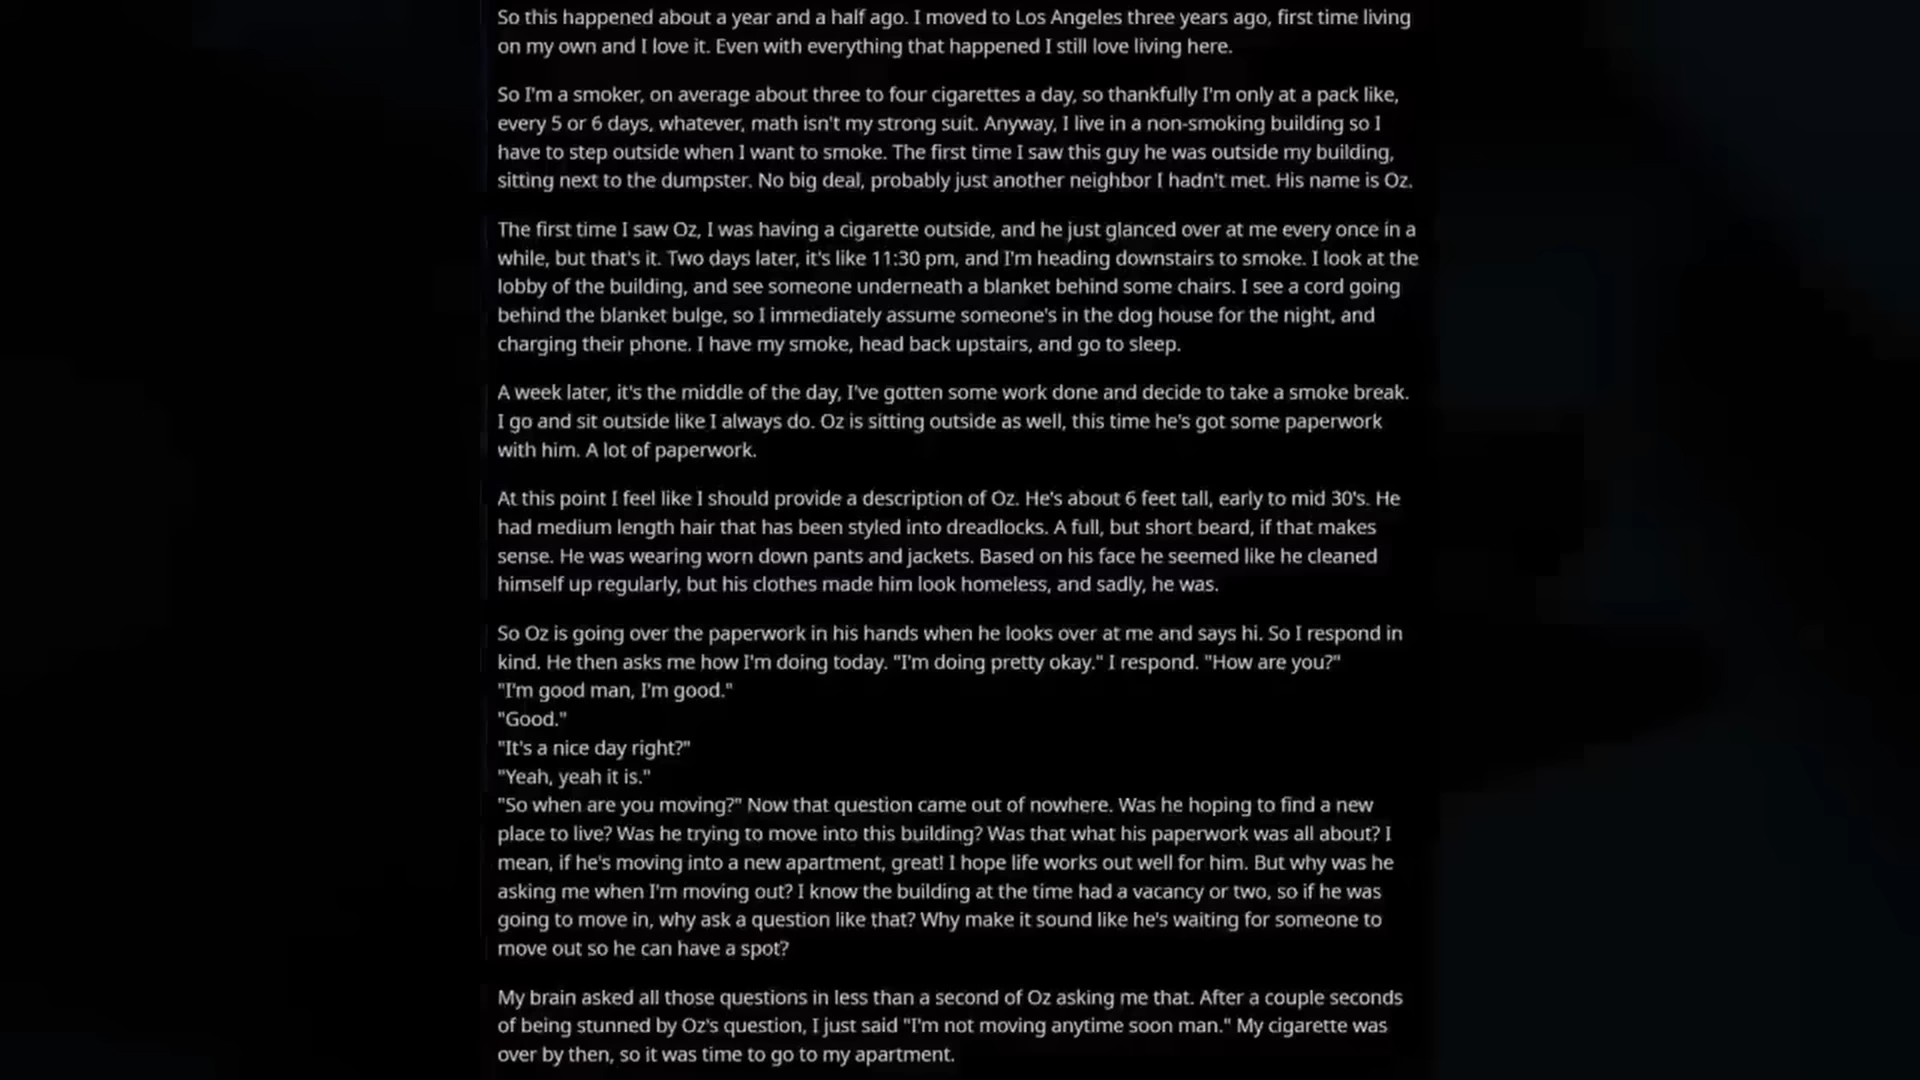 So this happened about a year and a half ago. I moved to Los Angeles three years ago, first time living
on my own and I love it. Even with everything that happened I still love living here.
So I'm a smoker, on average about three to four cigarettes a day, so thankfully I'm only at a pack like,
every 5 or 6 days, whatever, math isn't my strong suit. Anyway, I live in a non-smoking building so I
have to step outside when I want to smoke. The first time I saw this guy he was outside my building,
sitting next to the dumpster. No big deal, probably just another neighbor I hadn't met. His name is Oz.
The first time I saw Oz, I was having a cigarette outside, and he just glanced over at me every once in a
while, but that's it. Two days later, it's like 11:30 pm, and I'm heading downstairs to smoke. I look at the
lobby of the building, and see someone underneath a blanket behind some chairs. I see a cord going
behind the blanket bulge, so I immediately assume someone's in the dog house for the night, and
charging their phone. I have my smoke, head back upstairs, and go to sleep.
A week later, it's the middle of the day, I've gotten some work done and decide to take a smoke break.
I go and sit outside like I always do. Oz is sitting outside as well, this time he's got some paperwork
with him. A lot of paperwork.
At this point I feel like I should provide a description of Oz. He's about 6 feet tall, early to mid 30's. He
had medium length hair that has been styled into dreadlocks. A full, but short beard, if that makes
sense. He was wearing worn down pants and jackets. Based on his face he seemed like he cleaned
himself up regularly, but his clothes made him look homeless, and sadly, he was.
So Oz is going over the paperwork in his hands when he looks over at me and says hi. So I respond in
kind. He then asks me how I'm doing today. "I'm doing pretty okay." I respond. "How are you?"
"I'm good man, I'm good."
"Good."
"It's a nice day right?"
"Yeah, yeah it is."
"So when are you moving?" Now that question came out of nowhere. Was he hoping to find a new
place to live? Was he trying to move into this building? Was that what his paperwork was all about? I
mean, if he's moving into a new apartment, great! I hope life works out well for him. But why was he
asking me when I'm moving out? I know the building at the time had a vacancy or two, so if he was
going to move in, why ask a question like that? Why make it sound like he's waiting for someone to
move out so he can have a spot?
My brain asked all those questions in less than a second of Oz asking me that. After a couple seconds
of being stunned by Oz's question, I just said "I'm not moving anytime soon man." My cigarette was
over by then, so it was time to go to my apartment.